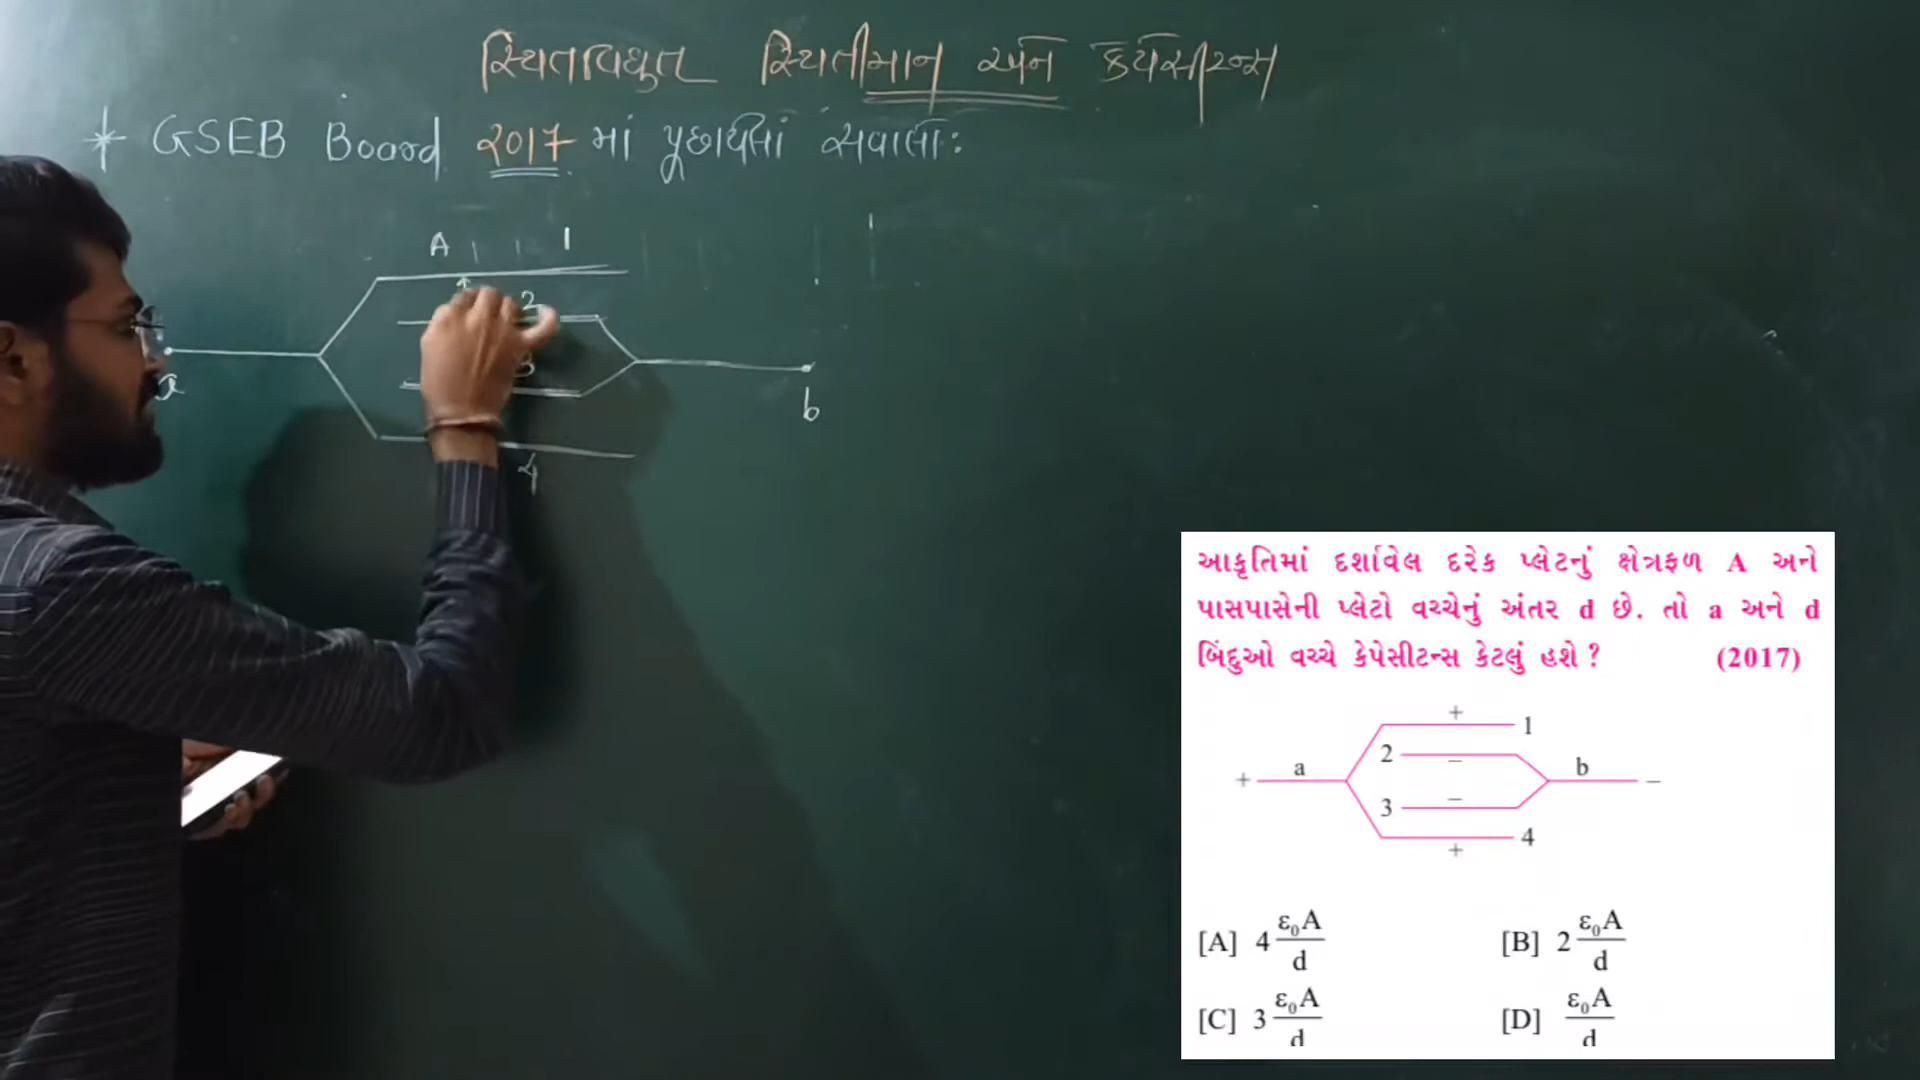 સ્થિતવિદ્યુત સ્થિતીમાન અને કેપેસીટન્સ
* GSEB Board ૨૦૧૭ માં પૂછાયેલાં સવાલો:
A 1
2
3
4
a
b
આકૃતિમાં દર્શાવેલ દરેક પ્લેટનું ક્ષેત્રફળ A અને
પાસપાસેની પ્લેટો વચ્ચેનું અંતર d છે. તો a અને d
બિંદુઓ વચ્ચે કેપેસીટન્સ કેટલું હશે ? (2017)
+ 1
2 −
+ a b −
3 −
4
+
[A] 4 ε₀A/d [B] 2 ε₀A/d
[C] 3 ε₀A/d [D] ε₀A/d